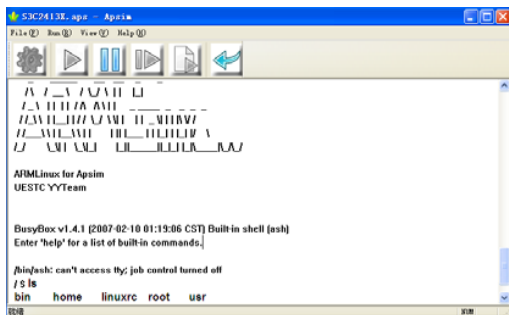 S3C2413X.aps - Apsim
File(F) Run(R) View(V) Help(H)
ARMLinux for Apsim
UESTC YYTeam
BusyBox v1.4.1 (2007-02-10 01:19:06 CST) Built-in shell (ash)
Enter 'help' for a list of built-in commands.
/bin/ash: can't access tty; job control turned off
/ $ ls
bin home linuxrc root usr
就绪